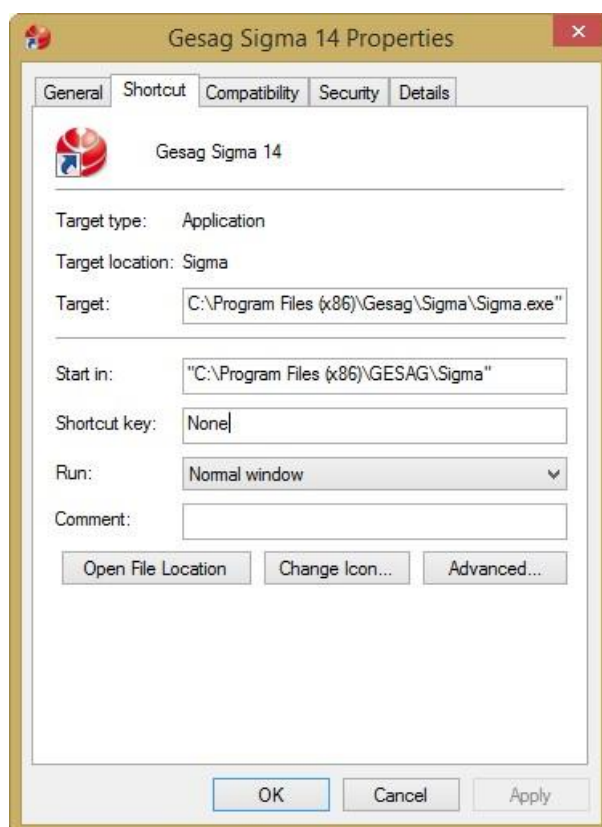 Gesag Sigma 14 Properties
General Shortcut Compatibility Security Details
Gesag Sigma 14
Target type: Application
Target location: Sigma
Target: C:\Program Files (x86)\Gesag\Sigma\Sigma.exe"
Start in: "C:\Program Files (x86)\GESAG\Sigma"
Shortcut key: None
Run: Normal window
Comment:
Open File Location Change Icon... Advanced...
OK Cancel Apply